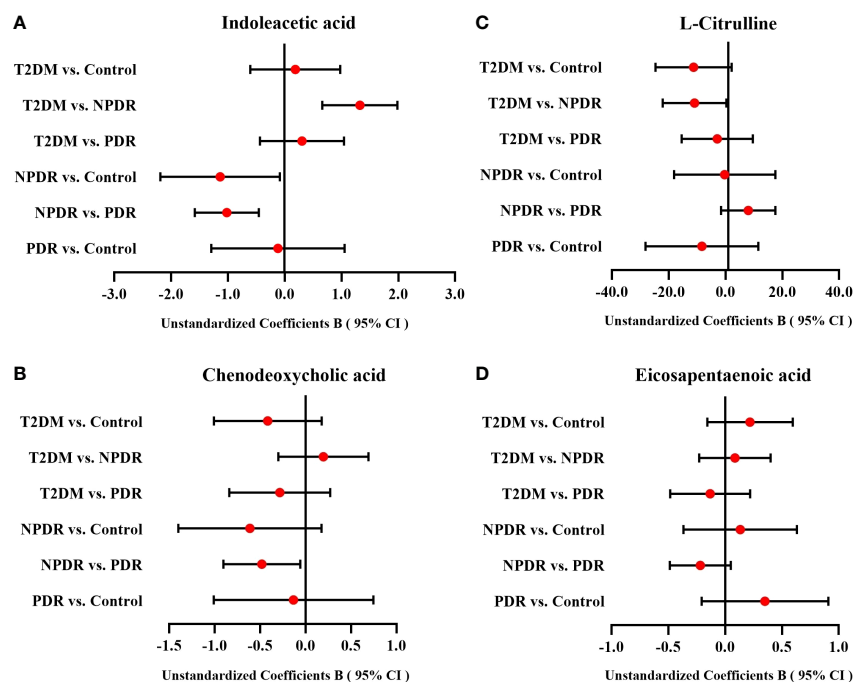 A
Indoleacetic acid
T2DM vs. Control
T2DM vs. NPDR
T2DM vs. PDR
NPDR vs. Control
NPDR vs. PDR
PDR vs. Control
-3.0 -2.0 -1.0 0.0 1.0 2.0 3.0
Unstandardized Coefficients B ( 95% CI )
C
L-Citrulline
T2DM vs. Control
T2DM vs. NPDR
T2DM vs. PDR
NPDR vs. Control
NPDR vs. PDR
PDR vs. Control
-40.0 -20.0 0.0 20.0 40.0
Unstandardized Coefficients B ( 95% CI )
B
Chenodeoxycholic acid
T2DM vs. Control
T2DM vs. NPDR
T2DM vs. PDR
NPDR vs. Control
NPDR vs. PDR
PDR vs. Control
-1.5 -1.0 -0.5 0.0 0.5 1.0
Unstandardized Coefficients B ( 95% CI )
D
Eicosapentaenoic acid
T2DM vs. Control
T2DM vs. NPDR
T2DM vs. PDR
NPDR vs. Control
NPDR vs. PDR
PDR vs. Control
-1.0 -0.5 0.0 0.5 1.0
Unstandardized Coefficients B ( 95% CI )